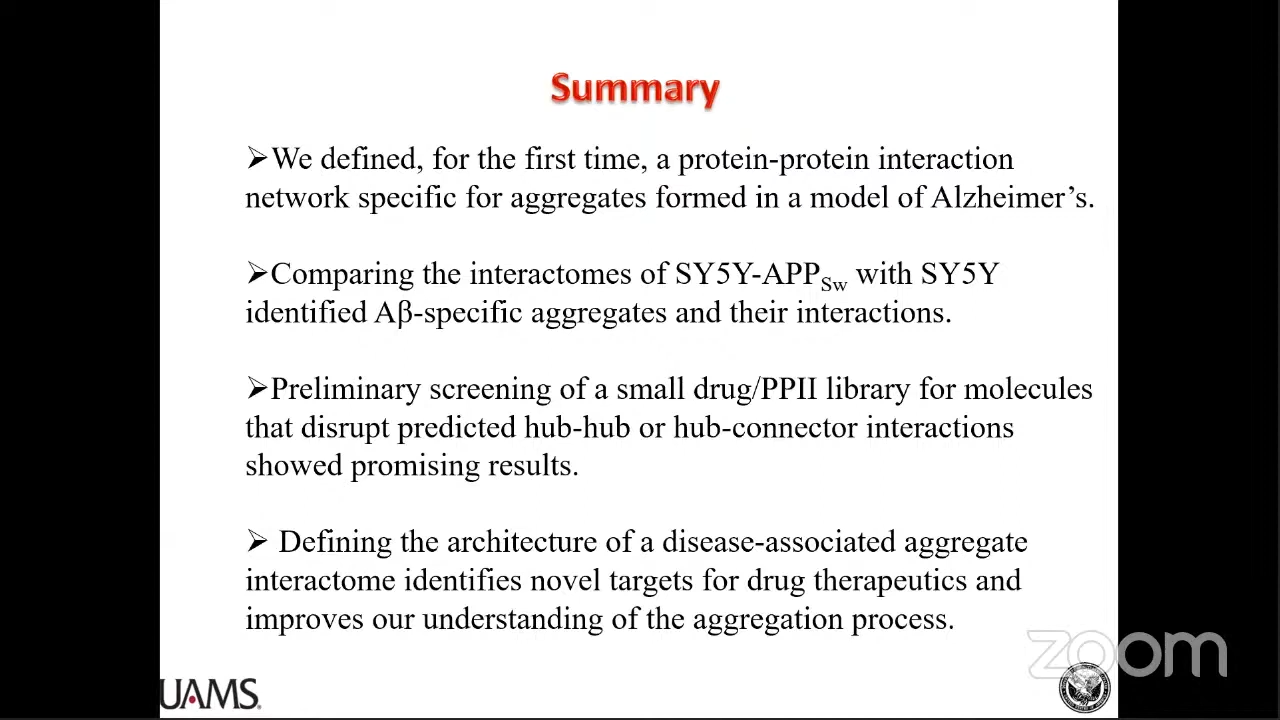 Summary
➢We defined, for the first time, a protein-protein interaction
network specific for aggregates formed in a model of Alzheimer’s.
➢Comparing the interactomes of SY5Y-APPSw with SY5Y
identified Aβ-specific aggregates and their interactions.
➢Preliminary screening of a small drug/PPII library for molecules
that disrupt predicted hub-hub or hub-connector interactions
showed promising results.
➢ Defining the architecture of a disease-associated aggregate
interactome identifies novel targets for drug therapeutics and
improves our understanding of the aggregation process.
zoom
UAMS.